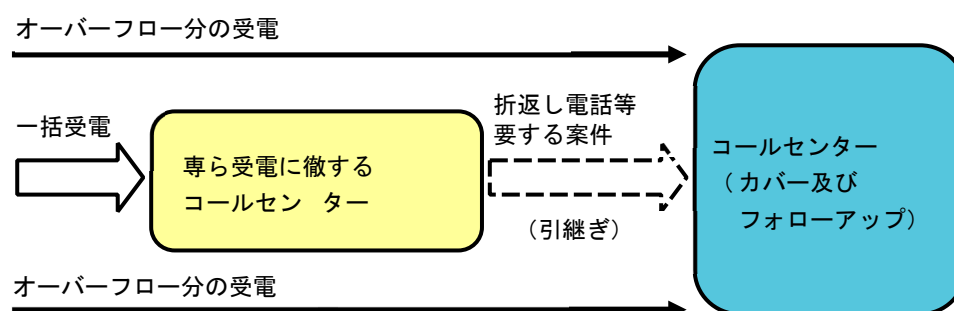 オーバーフロー分の受電
一括受電
専ら受電に徹する
コールセン ター
折返し電話等
要する案件
（引継ぎ）
コールセンター
（カバー及び
フォローアップ）
オーバーフロー分の受電